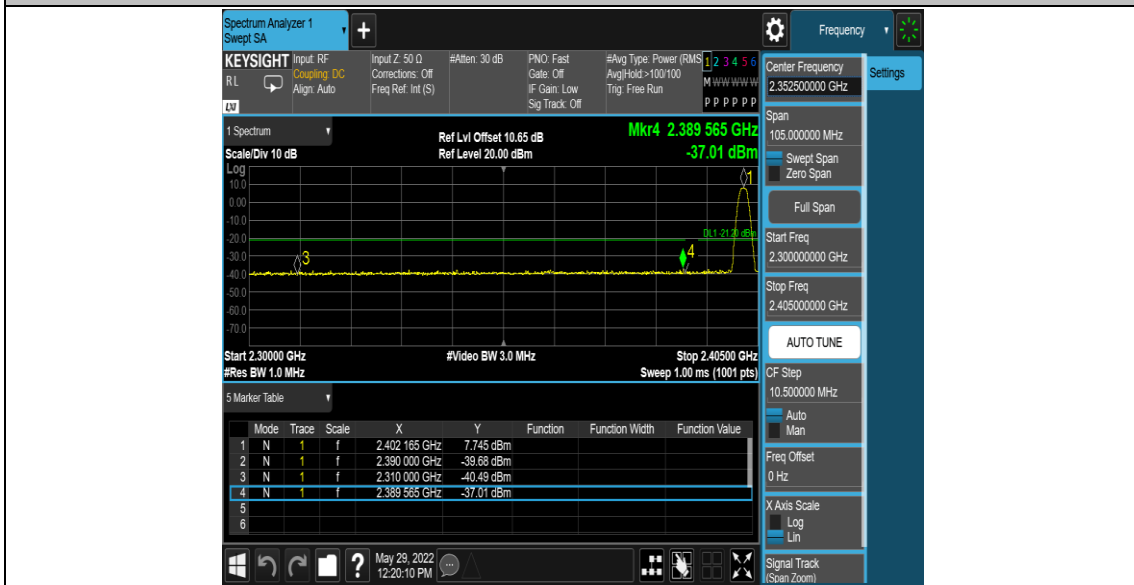 Spectrum Analyzer 1
Swept SA
+
Frequency
KEYSIGHT
RL
LXI
Input: RF
Coupling: DC
Align: Auto
Input Z: 50 Ω
Corrections: Off
Freq Ref: Int (S)
#Atten: 30 dB
PNO: Fast
Gate: Off
IF Gain: Low
Sig Track: Off
#Avg Type: Power (RMS
Avg|Hold:>100/100
Trig: Free Run
1 2 3 4 5 6
M W W W W W
P P P P P P
Center Frequency
2.352500000 GHz
Settings
Span
105.000000 MHz
Swept Span
Zero Span
Full Span
Start Freq
2.300000000 GHz
Stop Freq
2.405000000 GHz
AUTO TUNE
CF Step
10.500000 MHz
Auto
Man
Freq Offset
0 Hz
X Axis Scale
Log
Lin
Signal Track
(Span Zoom)
1 Spectrum
Scale/Div 10 dB
Ref Lvl Offset 10.65 dB
Ref Level 20.00 dBm
Mkr4 2.389 565 GHz
-37.01 dBm
Log
10.0
0.00
-10.0
-20.0
-30.0
-40.0
-50.0
-60.0
-70.0
1
DL1 -21.20 dBm
3
4
Start 2.30000 GHz
#Video BW 3.0 MHz
Stop 2.40500 GHz
#Res BW 1.0 MHz
Sweep 1.00 ms (1001 pts)
5 Marker Table
Mode Trace Scale X Y Function Function Width Function Value
1 N 1 f 2.402 165 GHz 7.745 dBm
2 N 1 f 2.390 000 GHz -39.68 dBm
3 N 1 f 2.310 000 GHz -40.49 dBm
4 N 1 f 2.389 565 GHz -37.01 dBm
5
6
?
May 29, 2022
12:20:10 PM